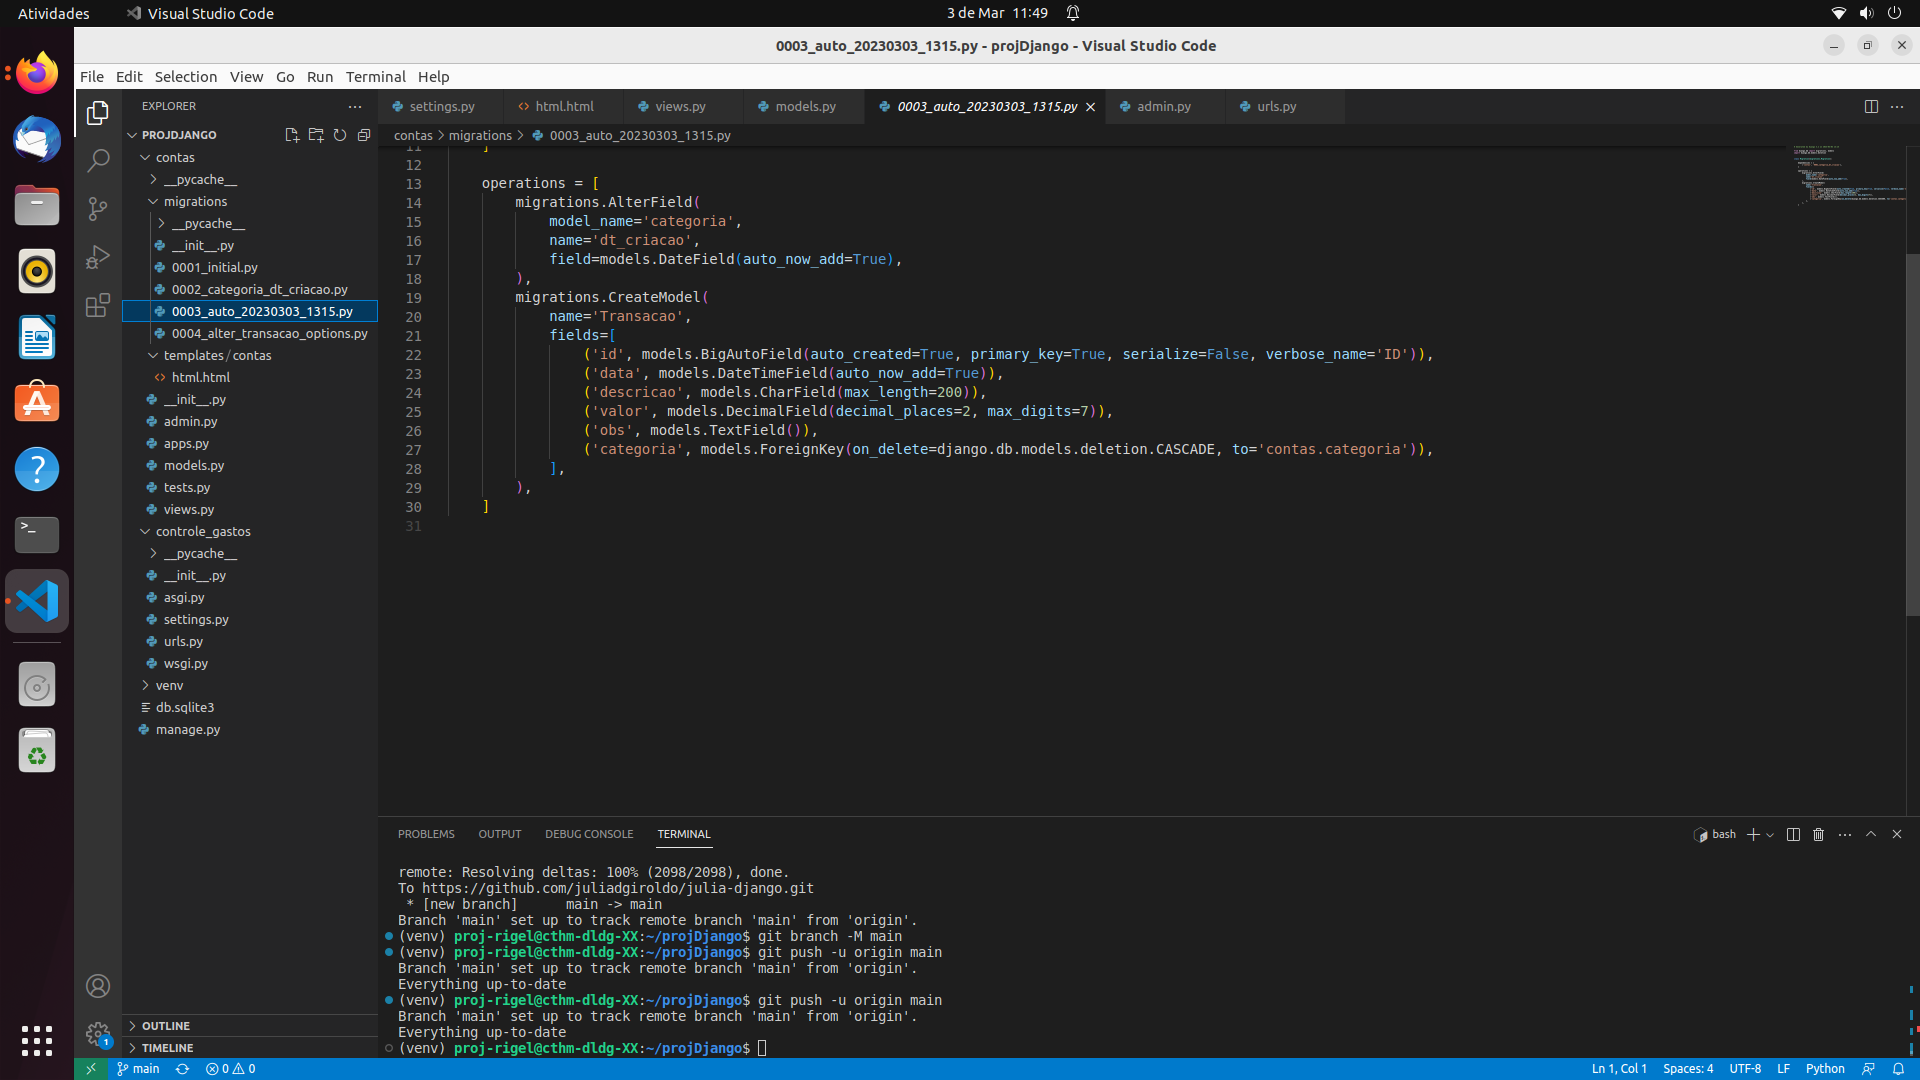 Atividades
Visual Studio Code
3 de Mar 11:49
0003_auto_20230303_1315.py - projDjango - Visual Studio Code
File Edit Selection View Go Run Terminal Help
EXPLORER
PROJDJANGO
contas
__pycache__
migrations
__pycache__
__init__.py
0001_initial.py
0002_categoria_dt_criacao.py
0003_auto_20230303_1315.py
0004_alter_transacao_options.py
templates/contas
html.html
__init__.py
admin.py
apps.py
models.py
tests.py
views.py
controle_gastos
__pycache__
__init__.py
asgi.py
settings.py
urls.py
wsgi.py
venv
db.sqlite3
manage.py
OUTLINE
TIMELINE
settings.py html.html views.py models.py 0003_auto_20230303_1315.py admin.py urls.py
contas > migrations > 0003_auto_20230303_1315.py
11 ]
12
13 operations = [
14 migrations.AlterField(
15 model_name='categoria',
16 name='dt_criacao',
17 field=models.DateField(auto_now_add=True),
18 ),
19 migrations.CreateModel(
20 name='Transacao',
21 fields=[
22 ('id', models.BigAutoField(auto_created=True, primary_key=True, serialize=False, verbose_name='ID')),
23 ('data', models.DateTimeField(auto_now_add=True)),
24 ('descricao', models.CharField(max_length=200)),
25 ('valor', models.DecimalField(decimal_places=2, max_digits=7)),
26 ('obs', models.TextField()),
27 ('categoria', models.ForeignKey(on_delete=django.db.models.deletion.CASCADE, to='contas.categoria')),
28 ],
29 ),
30 ]
31
PROBLEMS OUTPUT DEBUG CONSOLE TERMINAL
bash
remote: Resolving deltas: 100% (2098/2098), done.
To https://github.com/juliadgiroldo/julia-django.git
* [new branch] main -> main
Branch 'main' set up to track remote branch 'main' from 'origin'.
(venv) proj-rigel@cthm-dldg-XX:~/projDjango$ git branch -M main
(venv) proj-rigel@cthm-dldg-XX:~/projDjango$ git push -u origin main
Branch 'main' set up to track remote branch 'main' from 'origin'.
Everything up-to-date
(venv) proj-rigel@cthm-dldg-XX:~/projDjango$ git push -u origin main
Branch 'main' set up to track remote branch 'main' from 'origin'.
Everything up-to-date
(venv) proj-rigel@cthm-dldg-XX:~/projDjango$
1
main 0 0
Ln 1, Col 1 Spaces: 4 UTF-8 LF Python